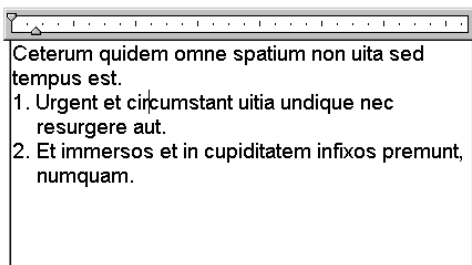 Ceterum quidem omne spatium non uita sed
tempus est.
1. Urgent et circumstant uitia undique nec
resurgere aut.
2. Et immersos et in cupiditatem infixos premunt,
numquam.